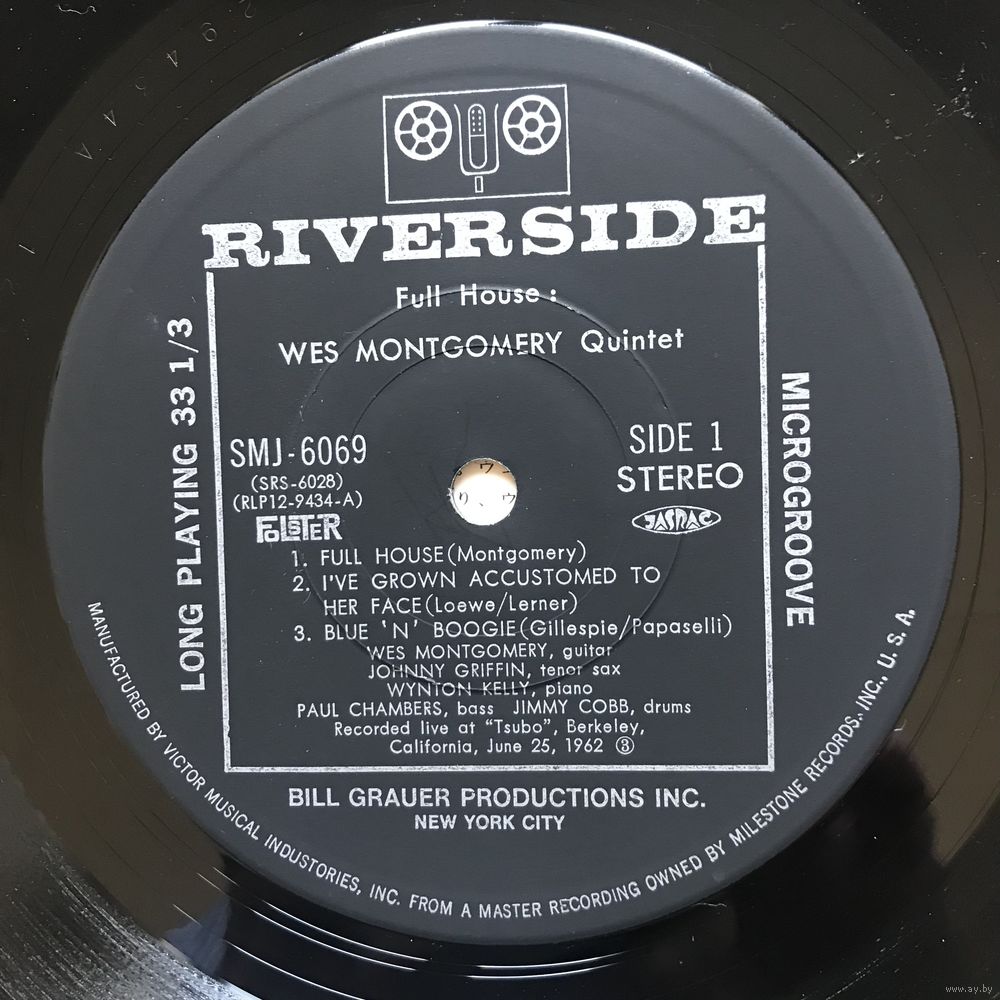 RIVERSIDE
Full House:
WES MONTGOMERY Quintet
LONG PLAYING 33 1/3
MICROGROOVE
SMJ-6069
(SRS-6028)
(RLP12-9434-A)
FOLSTER
SIDE 1
STEREO
JASRAC
1. FULL HOUSE(Montgomery)
2. I'VE GROWN ACCUSTOMED TO
HER FACE(Loewe/Lerner)
3. BLUE 'N' BOOGIE(Gillespie/Papaselli)
WES MONTGOMERY, guitar
JOHNNY GRIFFIN, tenor sax
WYNTON KELLY, piano
PAUL CHAMBERS, bass JIMMY COBB, drums
Recorded live at "Tsubo", Berkeley,
California, June 25, 1962 ③
BILL GRAUER PRODUCTIONS INC.
NEW YORK CITY
MANUFACTURED BY VICTOR MUSICAL INDUSTORIES, INC. FROM A MASTER RECORDING OWNED BY MILESTONE RECORDS. INC., U. S. A.
www.ay.by